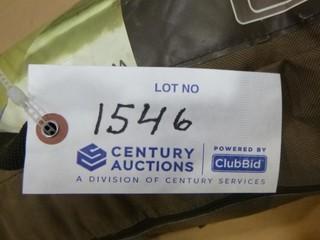 LOT NO
1546
CENTURY AUCTIONS
POWERED BY
ClubBid
A DIVISION OF CENTURY SERVICES